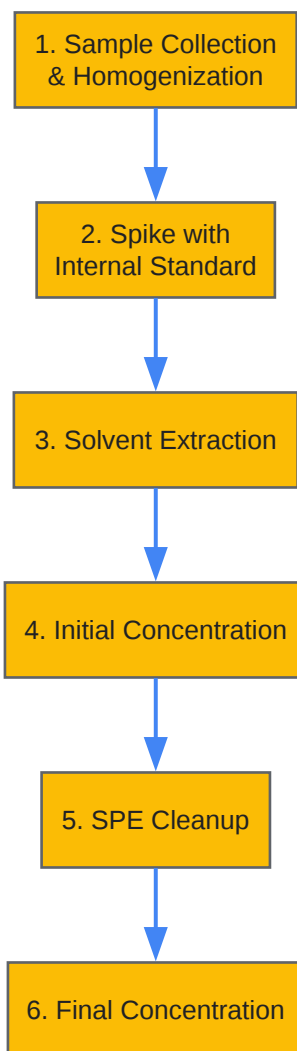 1. Sample Collection
& Homogenization
2. Spike with
Internal Standard
3. Solvent Extraction
4. Initial Concentration
5. SPE Cleanup
6. Final Concentration